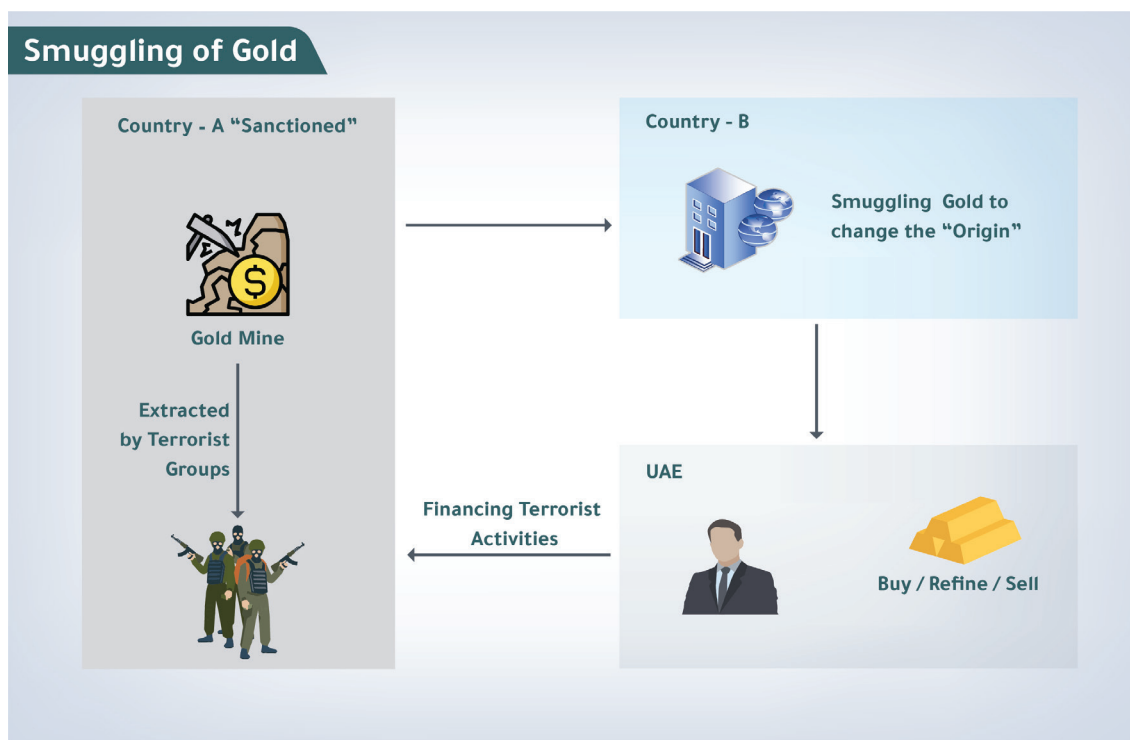 Smuggling of Gold
Country - A “Sanctioned”
Gold Mine
Extracted
by Terrorist
Groups
Country - B
Smuggling Gold to
change the “Origin”
UAE
Buy / Refine / Sell
Financing Terrorist
Activities